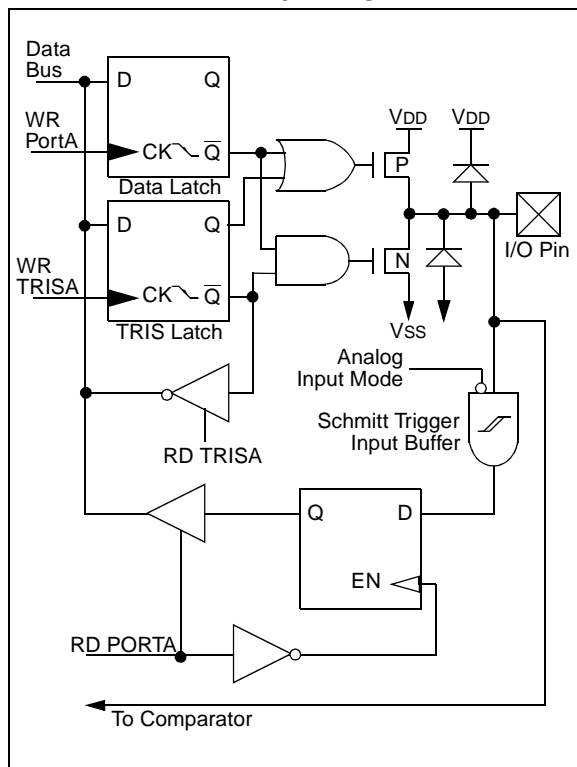 Data
Bus
D Q
VDD VDD
WR
PortA
CK Q
P
Data Latch
D Q
I/O Pin
N
WR
TRISA
CK Q
VSS
TRIS Latch
Analog
Input Mode
Schmitt Trigger
Input Buffer
RD TRISA
Q D
EN
RD PORTA
To Comparator